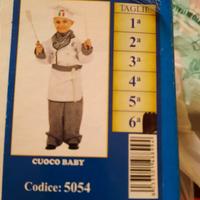 TAGLIE
1ª
2ª
3ª
4ª
5ª
6ª
CUOCO BABY
Codice: 5054